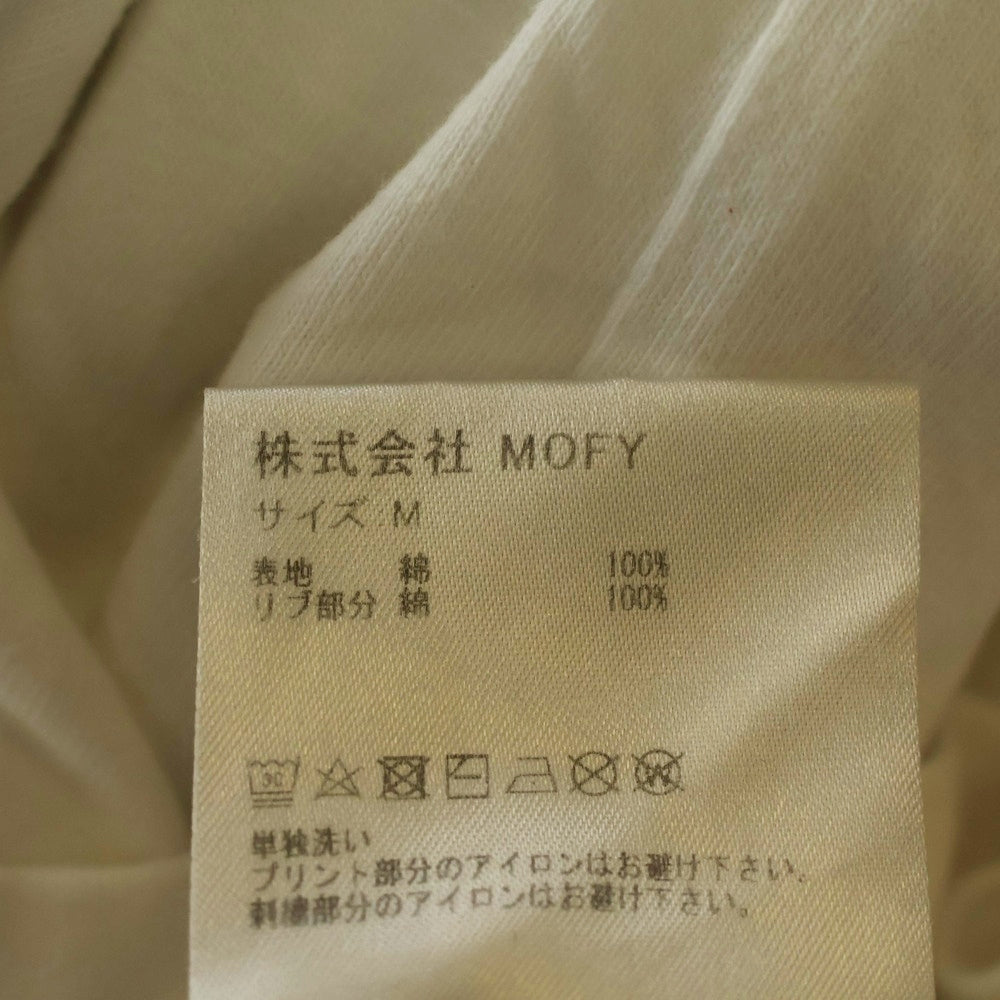 株式会社 MOFY
サイズ M
表地 綿 100%
リブ部分 綿 100%
30
W
単独洗い
プリント部分のアイロンはお避け下さい。
刺繍部分のアイロンはお避け下さい。